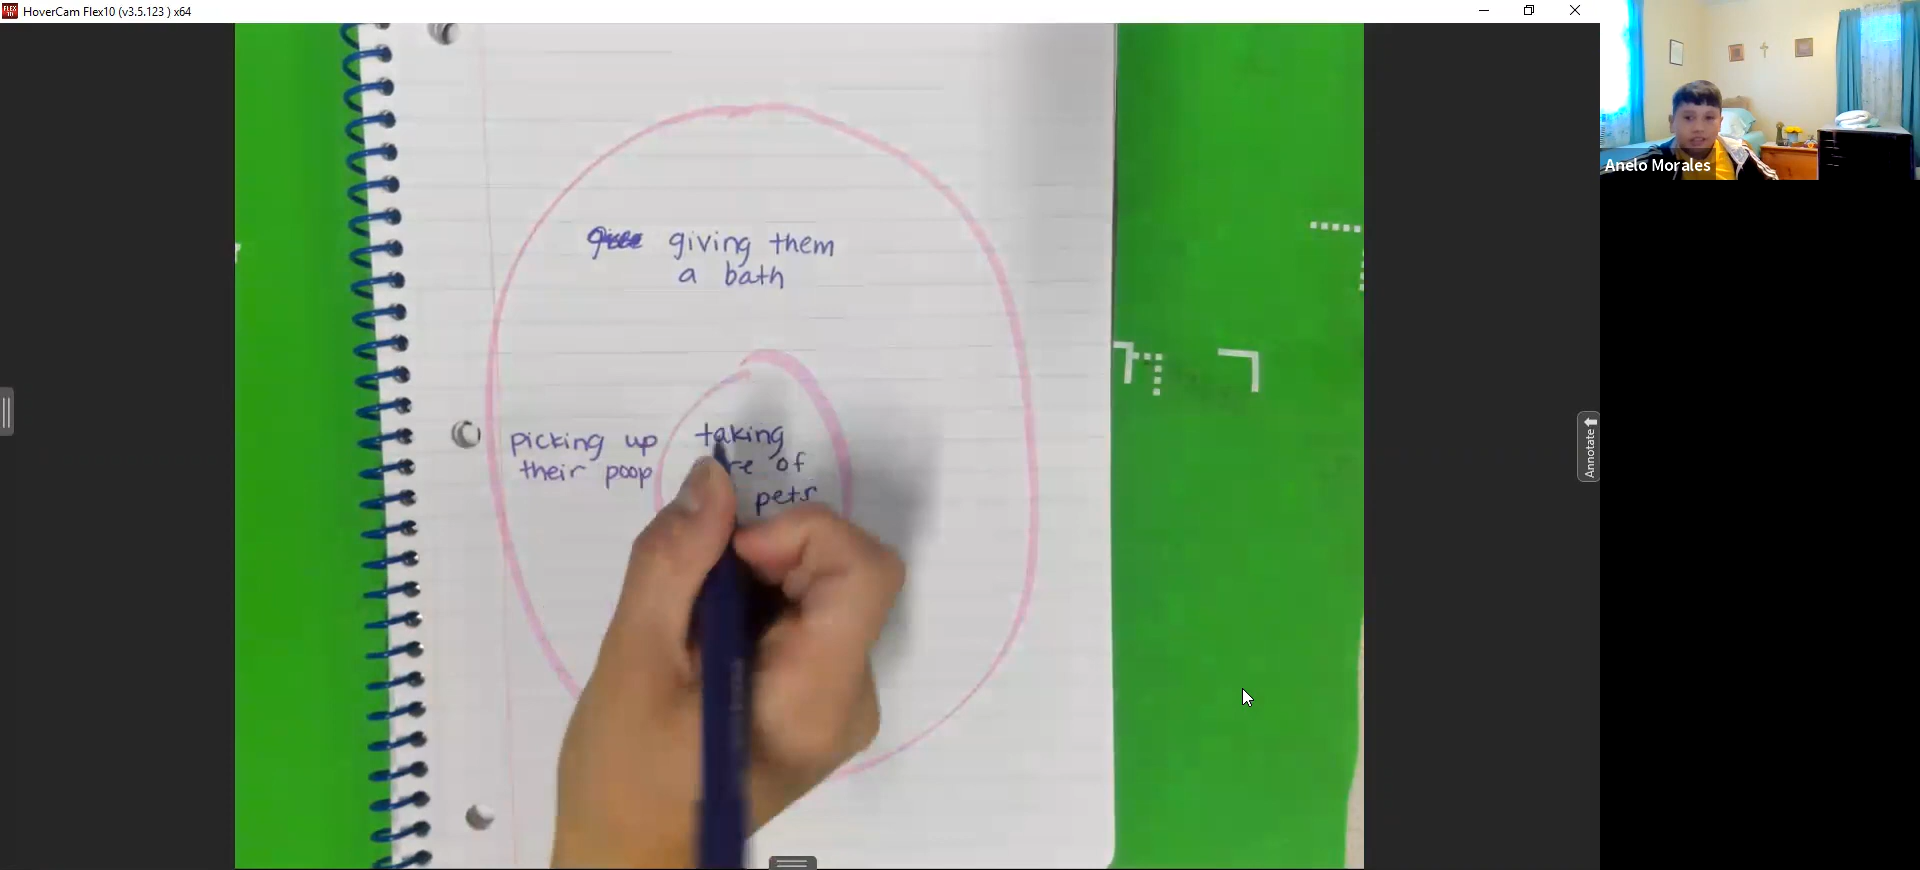 HoverCam Flex10 (v3.5.123 ) x64
giving them
a bath
picking up
their poop
taking
of
pets
Anelo Morales
Annotate